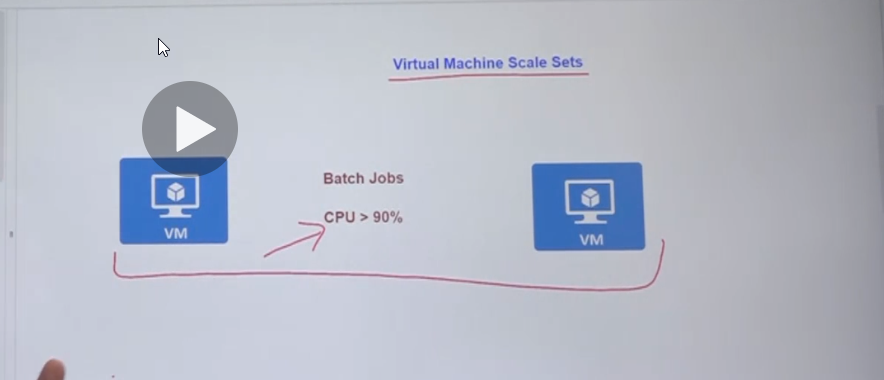 Virtual Machine Scale Sets
Batch Jobs
CPU > 90%
VM
VM